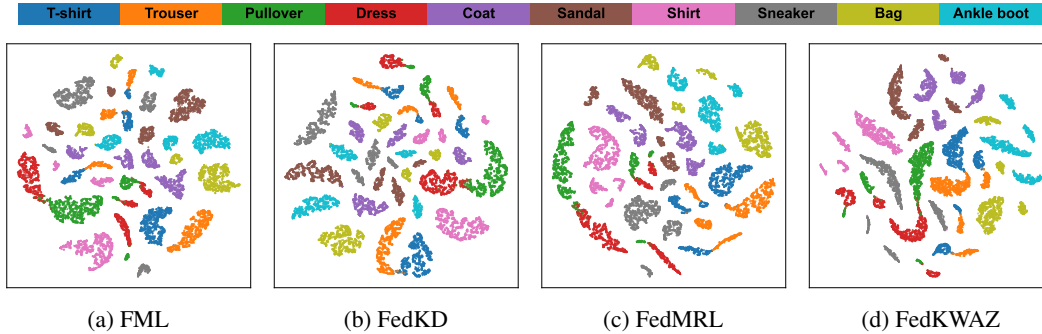 T-shirt Trouser Pullover Dress Coat Sandal Shirt Sneaker Bag Ankle boot
(a) FML (b) FedKD (c) FedMRL (d) FedKWAZ